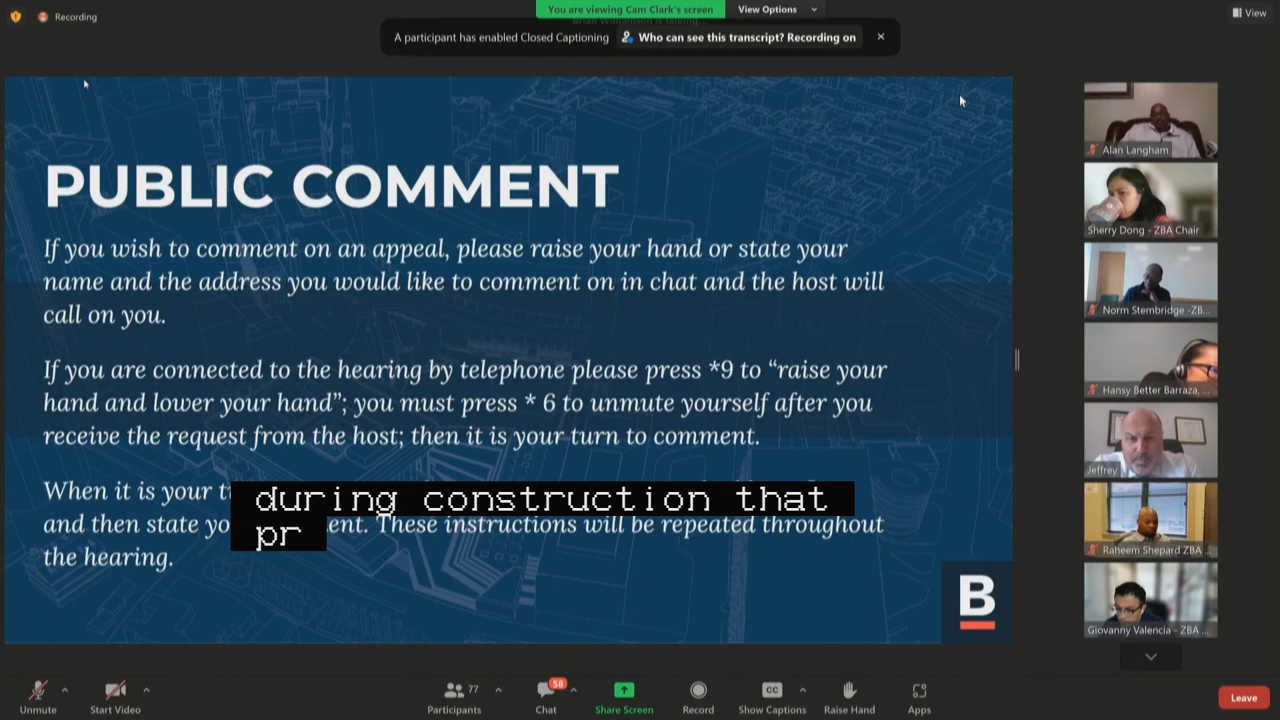 Recording
You are viewing Cam Clark's screen
View Options
View
A participant has enabled Closed Captioning
Who can see this transcript? Recording on
PUBLIC COMMENT
If you wish to comment on an appeal, please raise your hand or state your
name and the address you would like to comment on in chat and the host will
call on you.
If you are connected to the hearing by telephone please press *9 to “raise your
hand and lower your hand”; you must press * 6 to unmute yourself after you
receive the request from the host; then it is your turn to comment.
When it is your
during construction that
pr
and then state
These instructions will be repeated throughout
the hearing.
B
Alan Langham
Sherry Dong - ZBA Chair
Norm Stembridge -ZB...
Hansy Better Barraza, ...
Jeffrey
Raheem Shepard ZBA ...
Giovanny Valencia - ZBA ...
Unmute
Start Video
77
Participants
58
Chat
Share Screen
Record
CC
Show Captions
Raise Hand
Apps
Leave